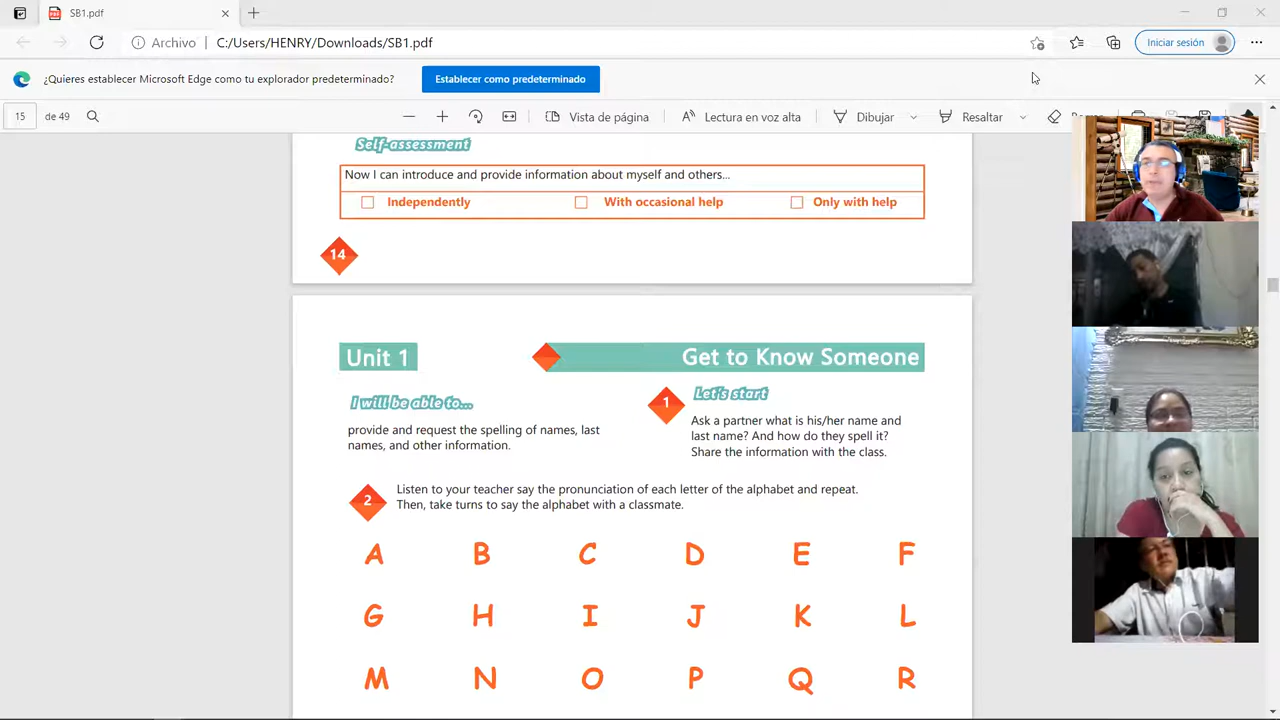 SB1.pdf
Archivo C:/Users/HENRY/Downloads/SB1.pdf
Iniciar sesión
¿Quieres establecer Microsoft Edge como tu explorador predeterminado? Establecer como predeterminado
15 de 49 Vista de página Lectura en voz alta Dibujar Resaltar
Self-assessment
Now I can introduce and provide information about myself and others...
Independently With occasional help Only with help
14
Unit 1 Get to Know Someone
I will be able to...
provide and request the spelling of names, last
names, and other information.
1 Let's start
Ask a partner what is his/her name and
last name? And how do they spell it?
Share the information with the class.
2 Listen to your teacher say the pronunciation of each letter of the alphabet and repeat.
Then, take turns to say the alphabet with a classmate.
A B C D E F
G H I J K L
M N O P Q R